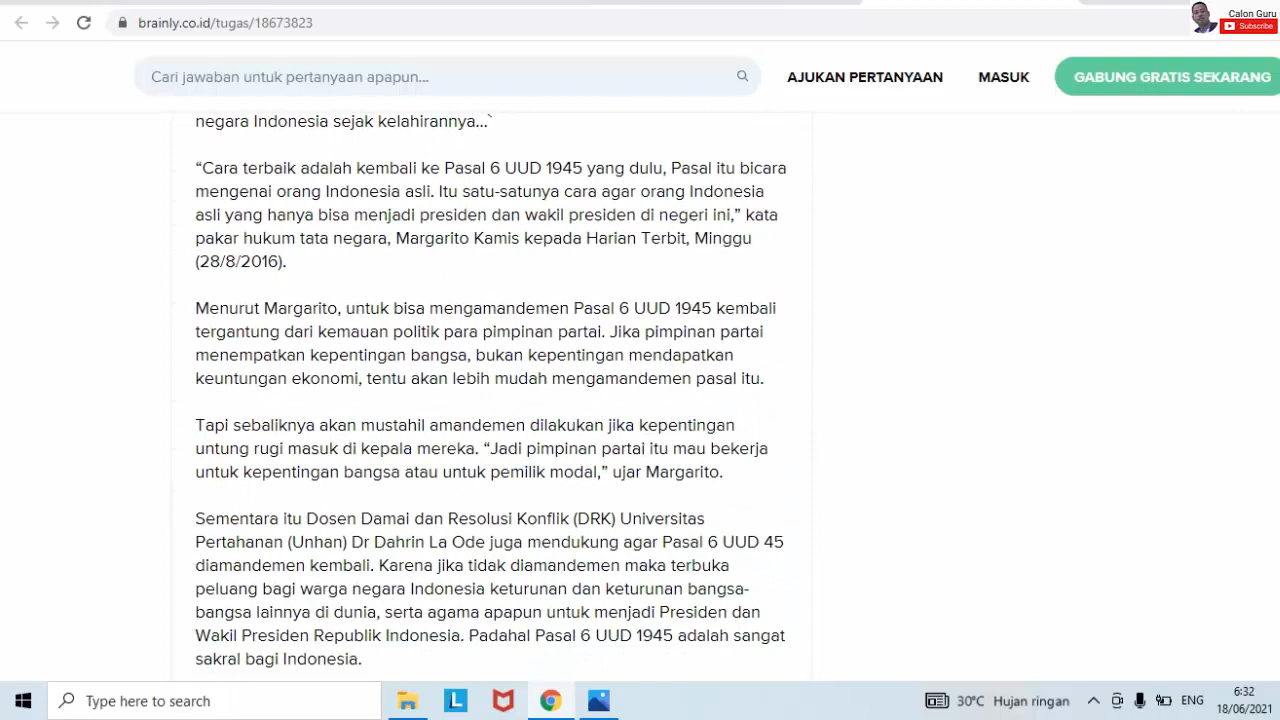 brainly.co.id/tugas/18673823
Calon Guru
Subscribe
Cari jawaban untuk pertanyaan apapun...
AJUKAN PERTANYAAN
MASUK
GABUNG GRATIS SEKARANG
negara Indonesia sejak kelahirannya...`
“Cara terbaik adalah kembali ke Pasal 6 UUD 1945 yang dulu, Pasal itu bicara
mengenai orang Indonesia asli. Itu satu-satunya cara agar orang Indonesia
asli yang hanya bisa menjadi presiden dan wakil presiden di negeri ini,” kata
pakar hukum tata negara, Margarito Kamis kepada Harian Terbit, Minggu
(28/8/2016).
Menurut Margarito, untuk bisa mengamandemen Pasal 6 UUD 1945 kembali
tergantung dari kemauan politik para pimpinan partai. Jika pimpinan partai
menempatkan kepentingan bangsa, bukan kepentingan mendapatkan
keuntungan ekonomi, tentu akan lebih mudah mengamandemen pasal itu.
Tapi sebaliknya akan mustahil amandemen dilakukan jika kepentingan
untung rugi masuk di kepala mereka. “Jadi pimpinan partai itu mau bekerja
untuk kepentingan bangsa atau untuk pemilik modal,” ujar Margarito.
Sementara itu Dosen Damai dan Resolusi Konflik (DRK) Universitas
Pertahanan (Unhan) Dr Dahrin La Ode juga mendukung agar Pasal 6 UUD 45
diamandemen kembali. Karena jika tidak diamandemen maka terbuka
peluang bagi warga negara Indonesia keturunan dan keturunan bangsa-
bangsa lainnya di dunia, serta agama apapun untuk menjadi Presiden dan
Wakil Presiden Republik Indonesia. Padahal Pasal 6 UUD 1945 adalah sangat
sakral bagi Indonesia.
Type here to search
L
30°C Hujan ringan
ENG
6:32
18/06/2021